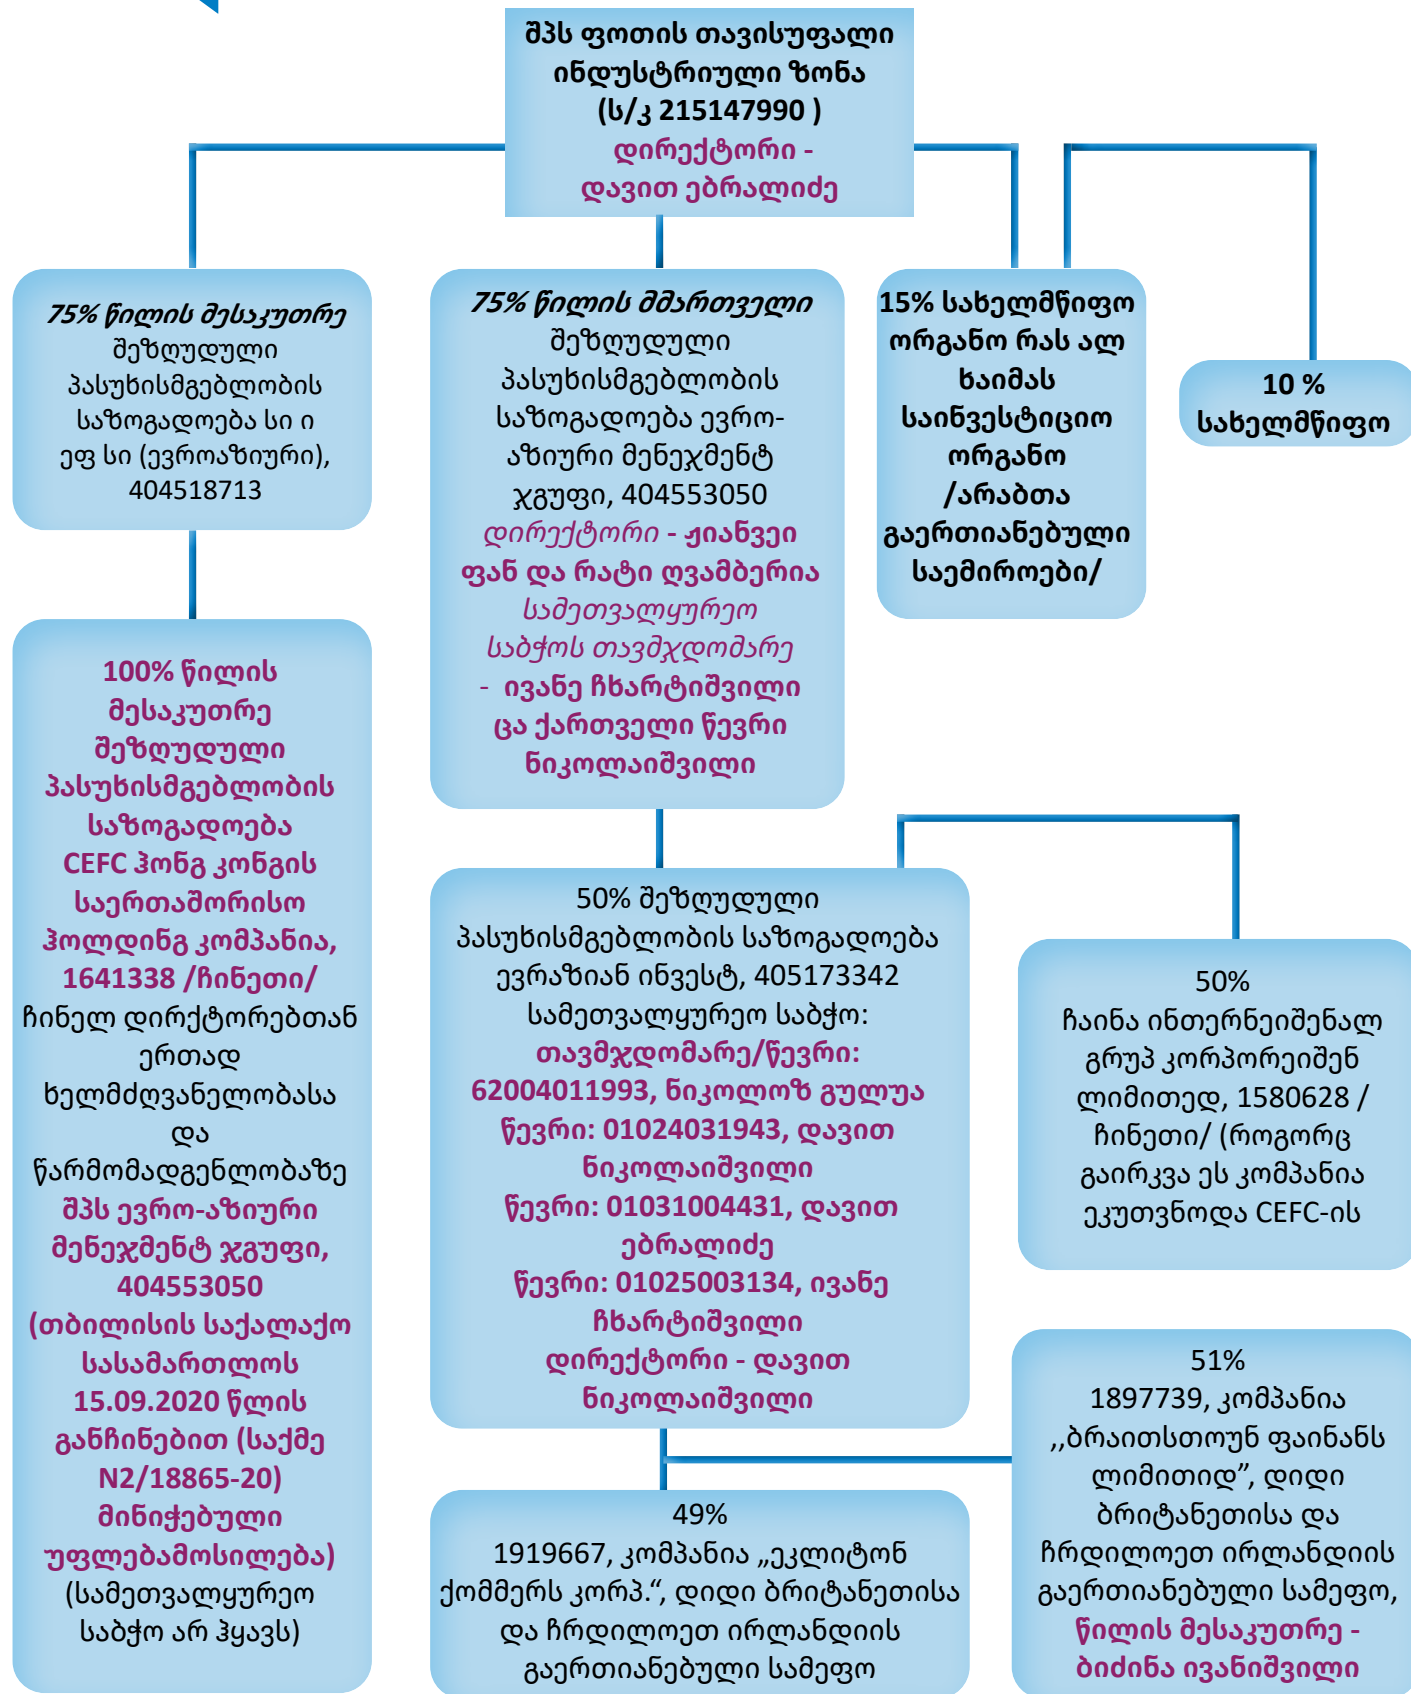 შპს ფოთის თავისუფალი
ინდუსტრიული ზონა
(ს/კ 215147990 )
დირექტორი -
დავით ებრალიძე
75% წილის მესაკუთრე
შეზღუდული
პასუხისმგებლობის
საზოგადოება სი ი
ეფ სი (ევროაზიური),
404518713
75% წილის მმართველი
შეზღუდული
პასუხისმგებლობის
საზოგადოება ევრო-
აზიური მენეჯმენტ
ჯგუფი, 404553050
დირექტორი - ჟიანვეი
ფან და რატი ღვამბერია
სამეთვალყურეო
საბჭოს თავმჯდომარე
- ივანე ჩხარტიშვილი
ცა ქართველი წევრი
ნიკოლაიშვილი
15% სახელმწიფო
ორგანო რას ალ
ხაიმას
საინვესტიციო
ორგანო
/არაბთა
გაერთიანებული
საემიროები/
10 %
სახელმწიფო
100% წილის
მესაკუთრე
შეზღუდული
პასუხისმგებლობის
საზოგადოება
CEFC ჰონგ კონგის
საერთაშორისო
ჰოლდინგ კომპანია,
1641338 /ჩინეთი/
ჩინელ დირქტორებთან
ერთად
ხელმძღვანელობასა
და
წარმომადგენლობაზე
შპს ევრო-აზიური
მენეჯმენტ ჯგუფი,
404553050
(თბილისის საქალაქო
სასამართლოს
15.09.2020 წლის
განჩინებით (საქმე
N2/18865-20)
მინიჭებული
უფლებამოსილება)
(სამეთვალყურეო
საბჭო არ ჰყავს)
50% შეზღუდული
პასუხისმგებლობის საზოგადოება
ევრაზიან ინვესტ, 405173342
სამეთვალყურეო საბჭო:
თავმჯდომარე/წევრი:
62004011993, ნიკოლოზ გულუა
წევრი: 01024031943, დავით
ნიკოლაიშვილი
წევრი: 01031004431, დავით
ებრალიძე
წევრი: 01025003134, ივანე
ჩხარტიშვილი
დირექტორი - დავით
ნიკოლაიშვილი
50%
ჩაინა ინთერნეიშენალ
გრუპ კორპორეიშენ
ლიმითედ, 1580628 /
ჩინეთი/ (როგორც
გაირკვა ეს კომპანია
ეკუთვნოდა CEFC-ის
49%
1919667, კომპანია „ეკლიტონ
ქომმერს კორპ.“, დიდი ბრიტანეთისა
და ჩრდილოეთ ირლანდიის
გაერთიანებული სამეფო
51%
1897739, კომპანია
,,ბრაითსთოუნ ფაინანს
ლიმითიდ”, დიდი
ბრიტანეთისა და
ჩრდილოეთ ირლანდიის
გაერთიანებული სამეფო,
წილის მესაკუთრე -
ბიძინა ივანიშვილი